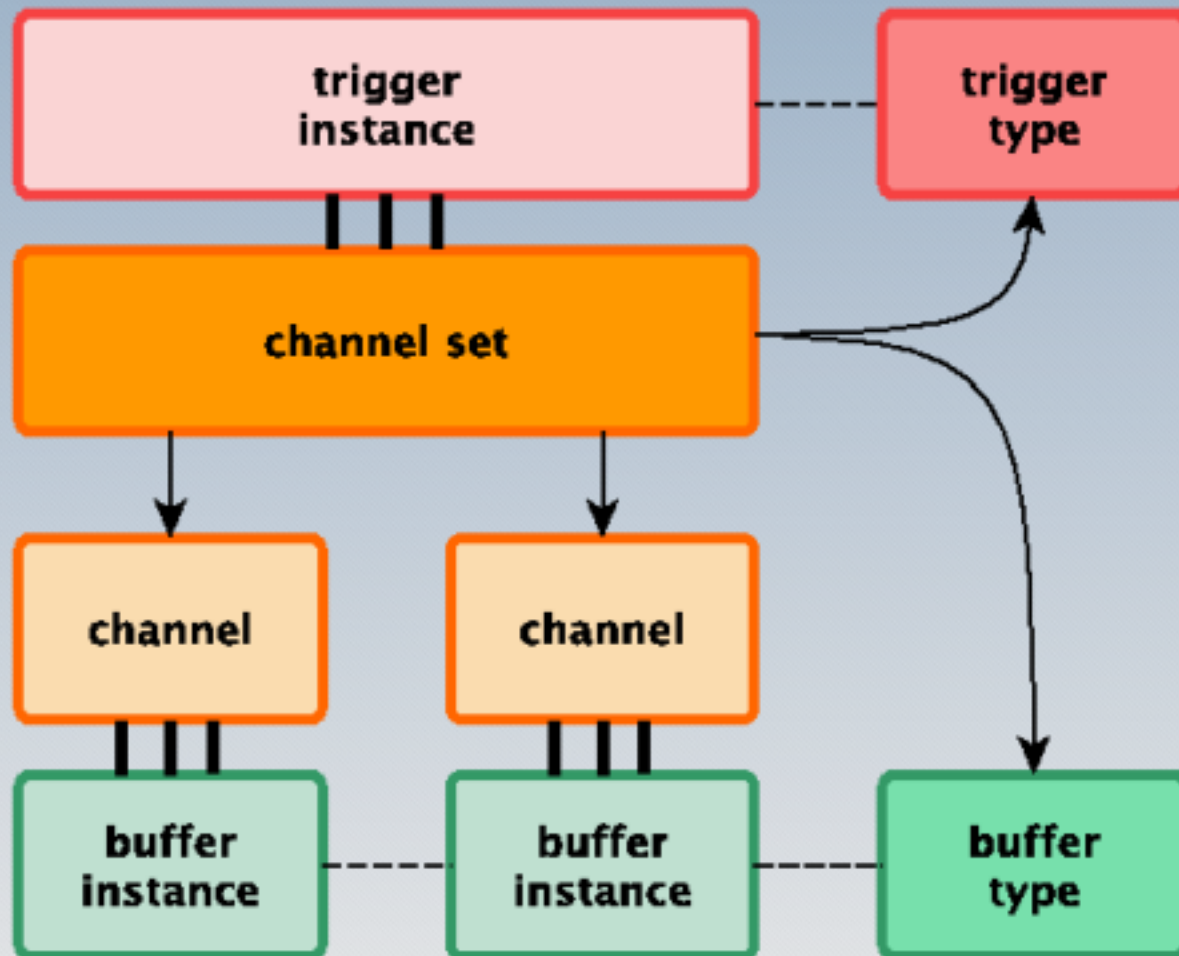 trigger
instance
trigger
type
channel set
channel
channel
buffer
instance
buffer
instance
buffer
type